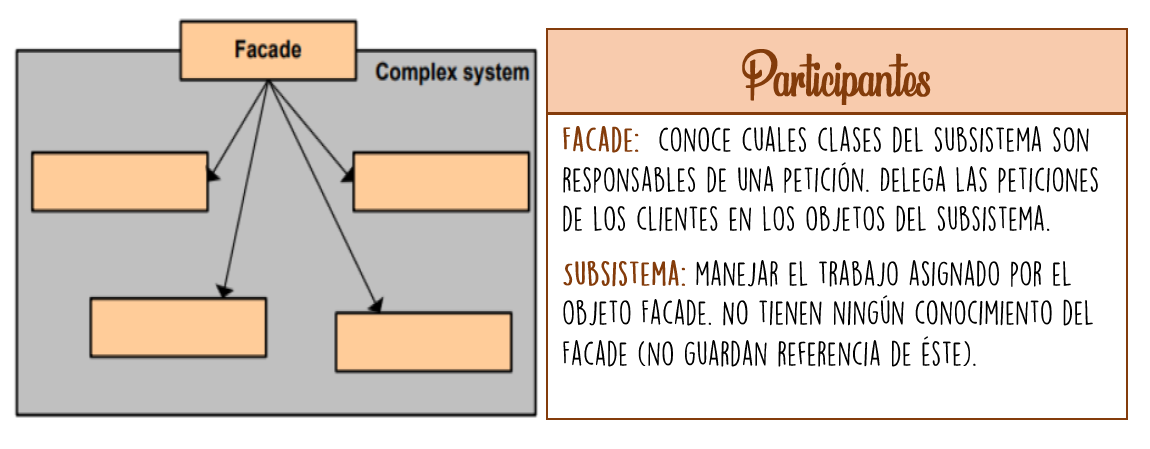 Facade
Complex system
Participantes
FACADE: CONOCE CUALES CLASES DEL SUBSISTEMA SON
RESPONSABLES DE UNA PETICIÓN. DELEGA LAS PETICIONES
DE LOS CLIENTES EN LOS OBJETOS DEL SUBSISTEMA.
SUBSISTEMA: MANEJAR EL TRABAJO ASIGNADO POR EL
OBJETO FACADE. NO TIENEN NINGÚN CONOCIMIENTO DEL
FACADE (NO GUARDAN REFERENCIA DE ÉSTE).